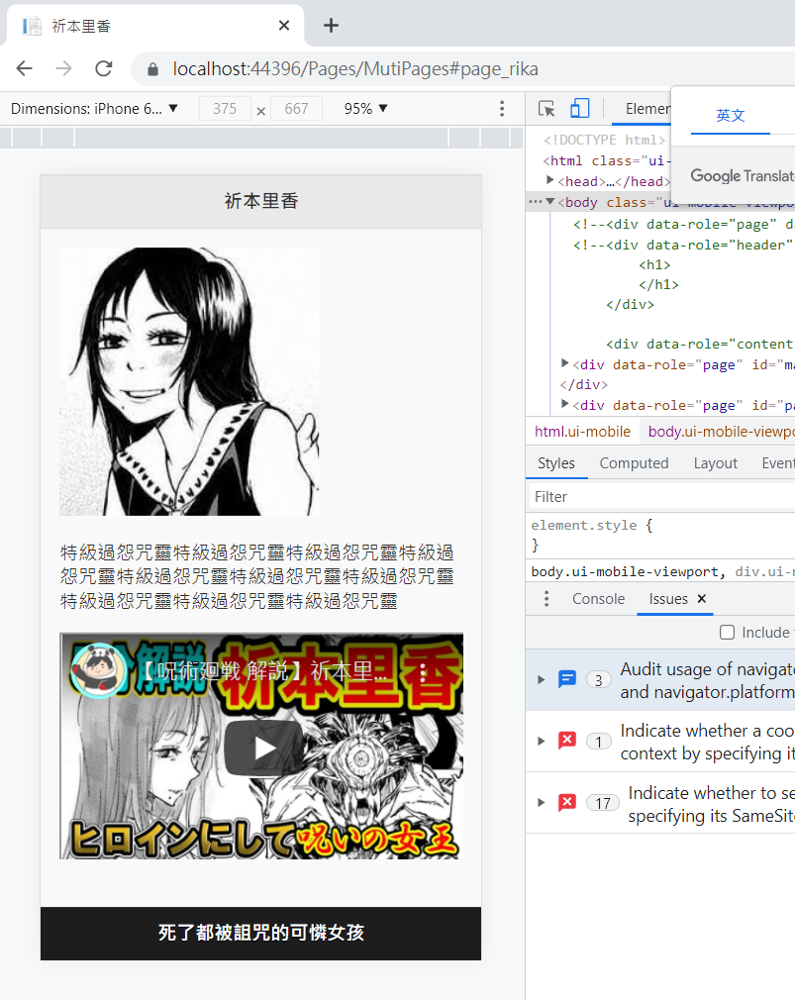 祈本里香
localhost:44396/Pages/MutiPages#page_rika
Dimensions: iPhone 6... ▼ 375 × 667 95% ▼
祈本里香
特級過怨咒靈特級過怨咒靈特級過怨咒靈特級過
怨咒靈特級過怨咒靈特級過怨咒靈特級過怨咒靈
特級過怨咒靈特級過怨咒靈特級過怨咒靈
【呪術廻戦 解説】祈本里...
分解説 祈本里香
ヒロインにして呪いの女王
死了都被詛咒的可憐女孩
Elemen
英文
Google Translate
<!DOCTYPE html>
<html class="ui-
<head>…</head>
<body class="ui-mobile-viewpor
<!--<div data-role="page" da
<!--<div data-role="header"
<h1>
</h1>
</div>
<div data-role="content
<div data-role="page" id="ma
</div>
<div data-role="page" id="pa
html.ui-mobile body.ui-mobile-viewpo
Styles Computed Layout Event
Filter
element.style {
}
body.ui-mobile-viewport, div.ui-m
Console Issues ×
Include
3 Audit usage of navigato
and navigator.platform
1 Indicate whether a coo
context by specifying it
17 Indicate whether to se
specifying its SameSit